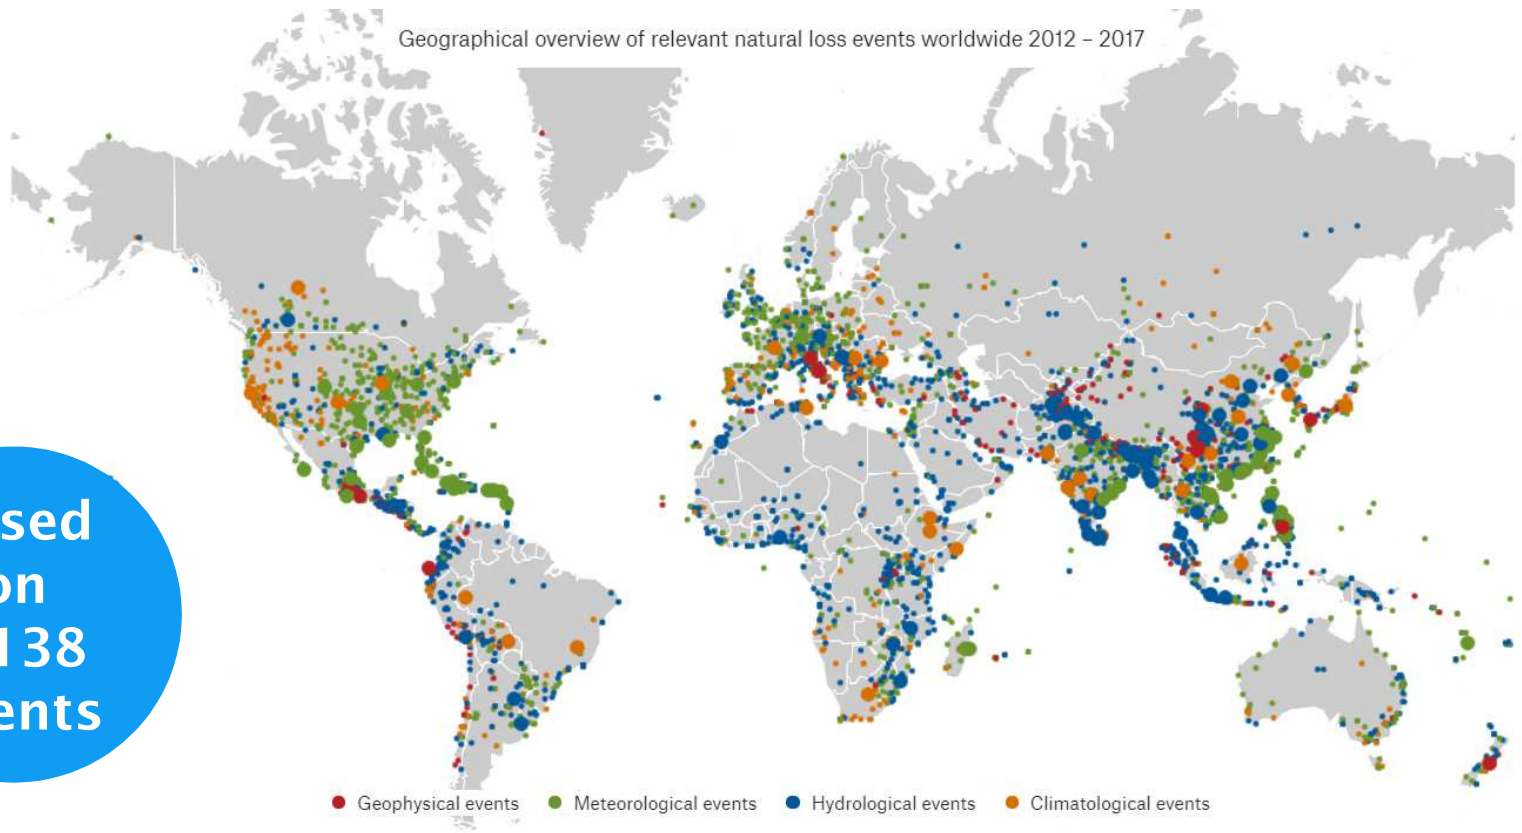 Geographical overview of relevant natural loss events worldwide 2012 – 2017
sed
on
138
ents
Geophysical events
Meteorological events
Hydrological events
Climatological events